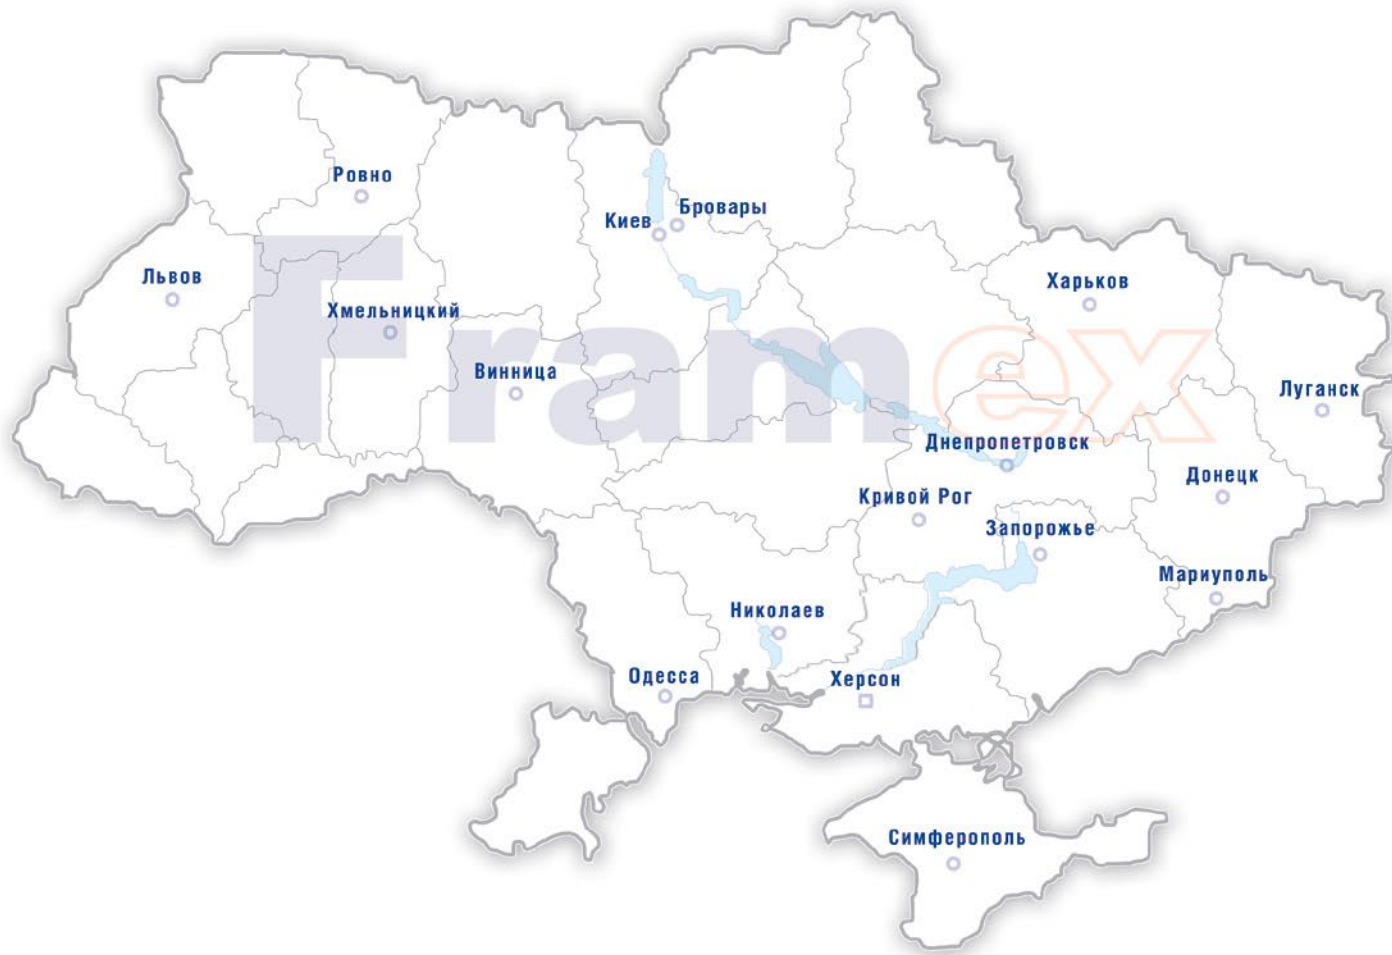 Ровно
Бровары
Киев
Львов
Харьков
Хмельницкий
Framex
Винница
Луганск
Днепропетровск
Донецк
Кривой Рог
Запорожье
Мариуполь
Николаев
Одесса
Херсон
Симферополь